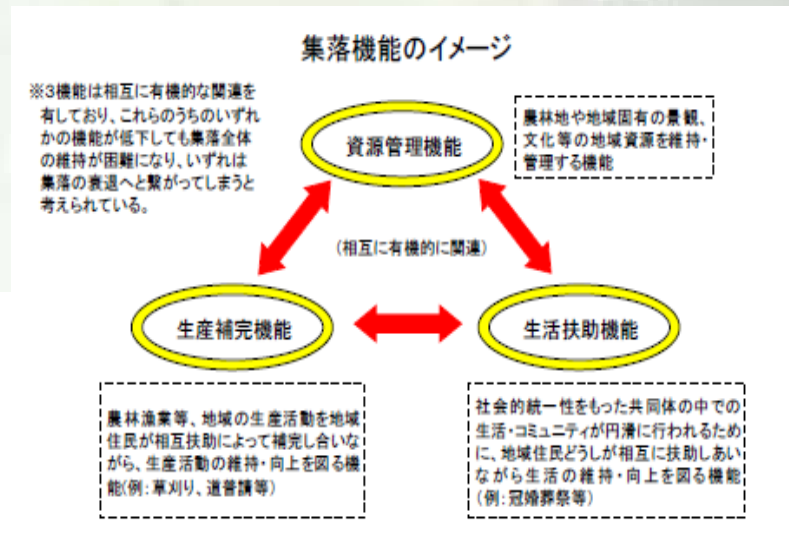 集落機能のイメージ
※3機能は相互に有機的な関連を
有しており、これらのうちのいずれ
かの機能が低下しても集落全体
の維持が困難になり、いずれは
集落の衰退へと繋がってしまうと
考えられている。
資源管理機能
農林地や地域固有の景観、
文化等の地域資源を維持・
管理する機能
(相互に有機的に関連)
生産補完機能
生活扶助機能
農林漁業等、地域の生産活動を地域
住民が相互扶助によって補完し合いな
がら、生産活動の維持・向上を図る機
能(例:草刈り、道普請等)
社会的統一性をもった共同体の中での
生活・コミュニティが円滑に行われるため
に、地域住民どうしが相互に扶助しあい
ながら生活の維持・向上を図る機能
(例:冠婚葬祭等)